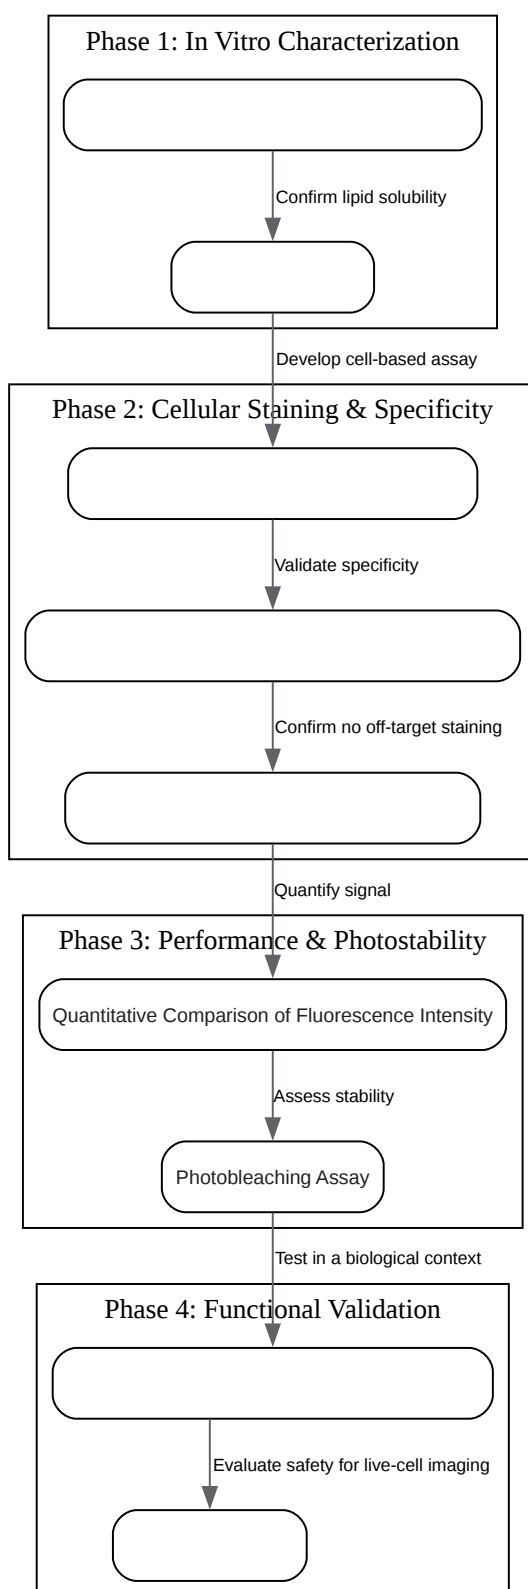 Phase 1: In Vitro Characterization
Confirm lipid solubility
Develop cell-based assay
Phase 2: Cellular Staining & Specificity
Validate specificity
Confirm no off-target staining
Quantify signal
Phase 3: Performance & Photostability
Quantitative Comparison of Fluorescence Intensity
Assess stability
Photobleaching Assay
Test in a biological context
Phase 4: Functional Validation
Evaluate safety for live-cell imaging